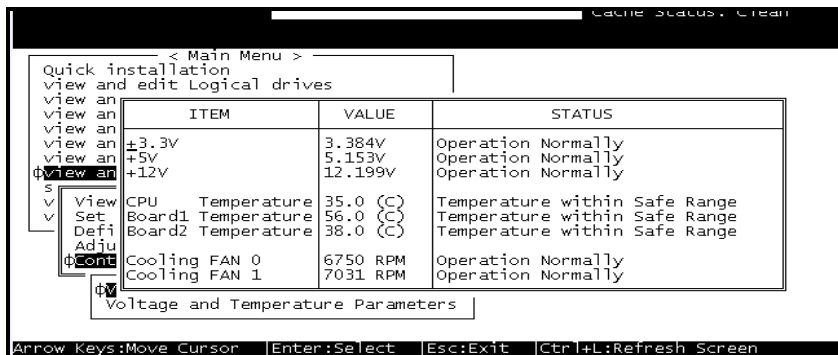 Cache Status: Clean
< Main Menu >
Quick installation
view and edit Logical drives
view an
view an
view an
view an
view an
view an
s
v
v
ITEM VALUE STATUS
+3.3V 3.384V Operation Normally
+5V 5.153V Operation Normally
+12V 12.199V Operation Normally
CPU Temperature 35.0 (C) Temperature within Safe Range
Board1 Temperature 56.0 (C) Temperature within Safe Range
Board2 Temperature 38.0 (C) Temperature within Safe Range
Cooling FAN 0 6750 RPM Operation Normally
Cooling FAN 1 7031 RPM Operation Normally
View
Set
Defi
Adju
Cont
V
Voltage and Temperature Parameters
Arrow Keys:Move Cursor |Enter:Select |Esc:Exit |Ctrl+L:Refresh Screen